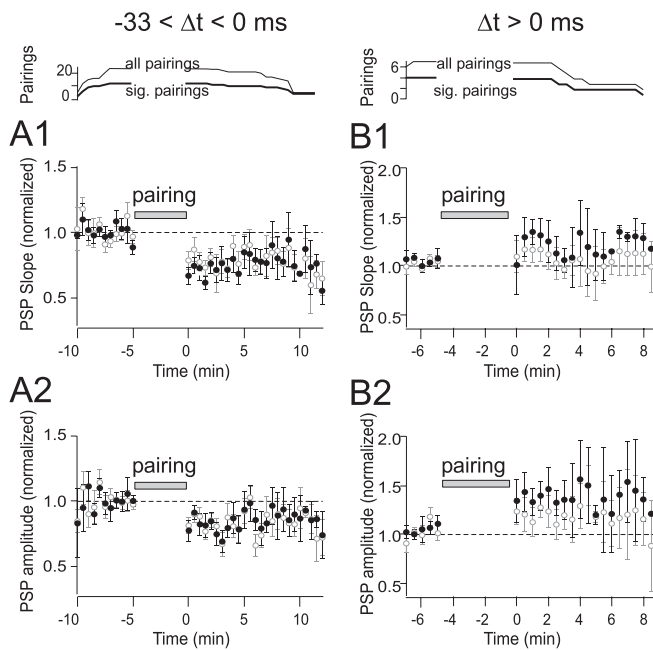 -33 < Δt < 0 ms
Δt > 0 ms
Pairings
20
0
all pairings
sig. pairings
Pairings
6
4
2
0
all pairings
sig. pairings
A1
PSP Slope (normalized)
1.5
1.0
0.5
pairing
-10 -5 0 5 10
Time (min)
B1
PSP Slope (normalized)
2.0
1.5
1.0
0.5
pairing
-6 -4 -2 0 2 4 6 8
Time (min)
A2
PSP amplitude (normalized)
1.5
1.0
0.5
pairing
-10 -5 0 5 10
Time (min)
B2
PSP amplitude (normalized)
2.0
1.5
1.0
0.5
pairing
-6 -4 -2 0 2 4 6 8
Time (min)